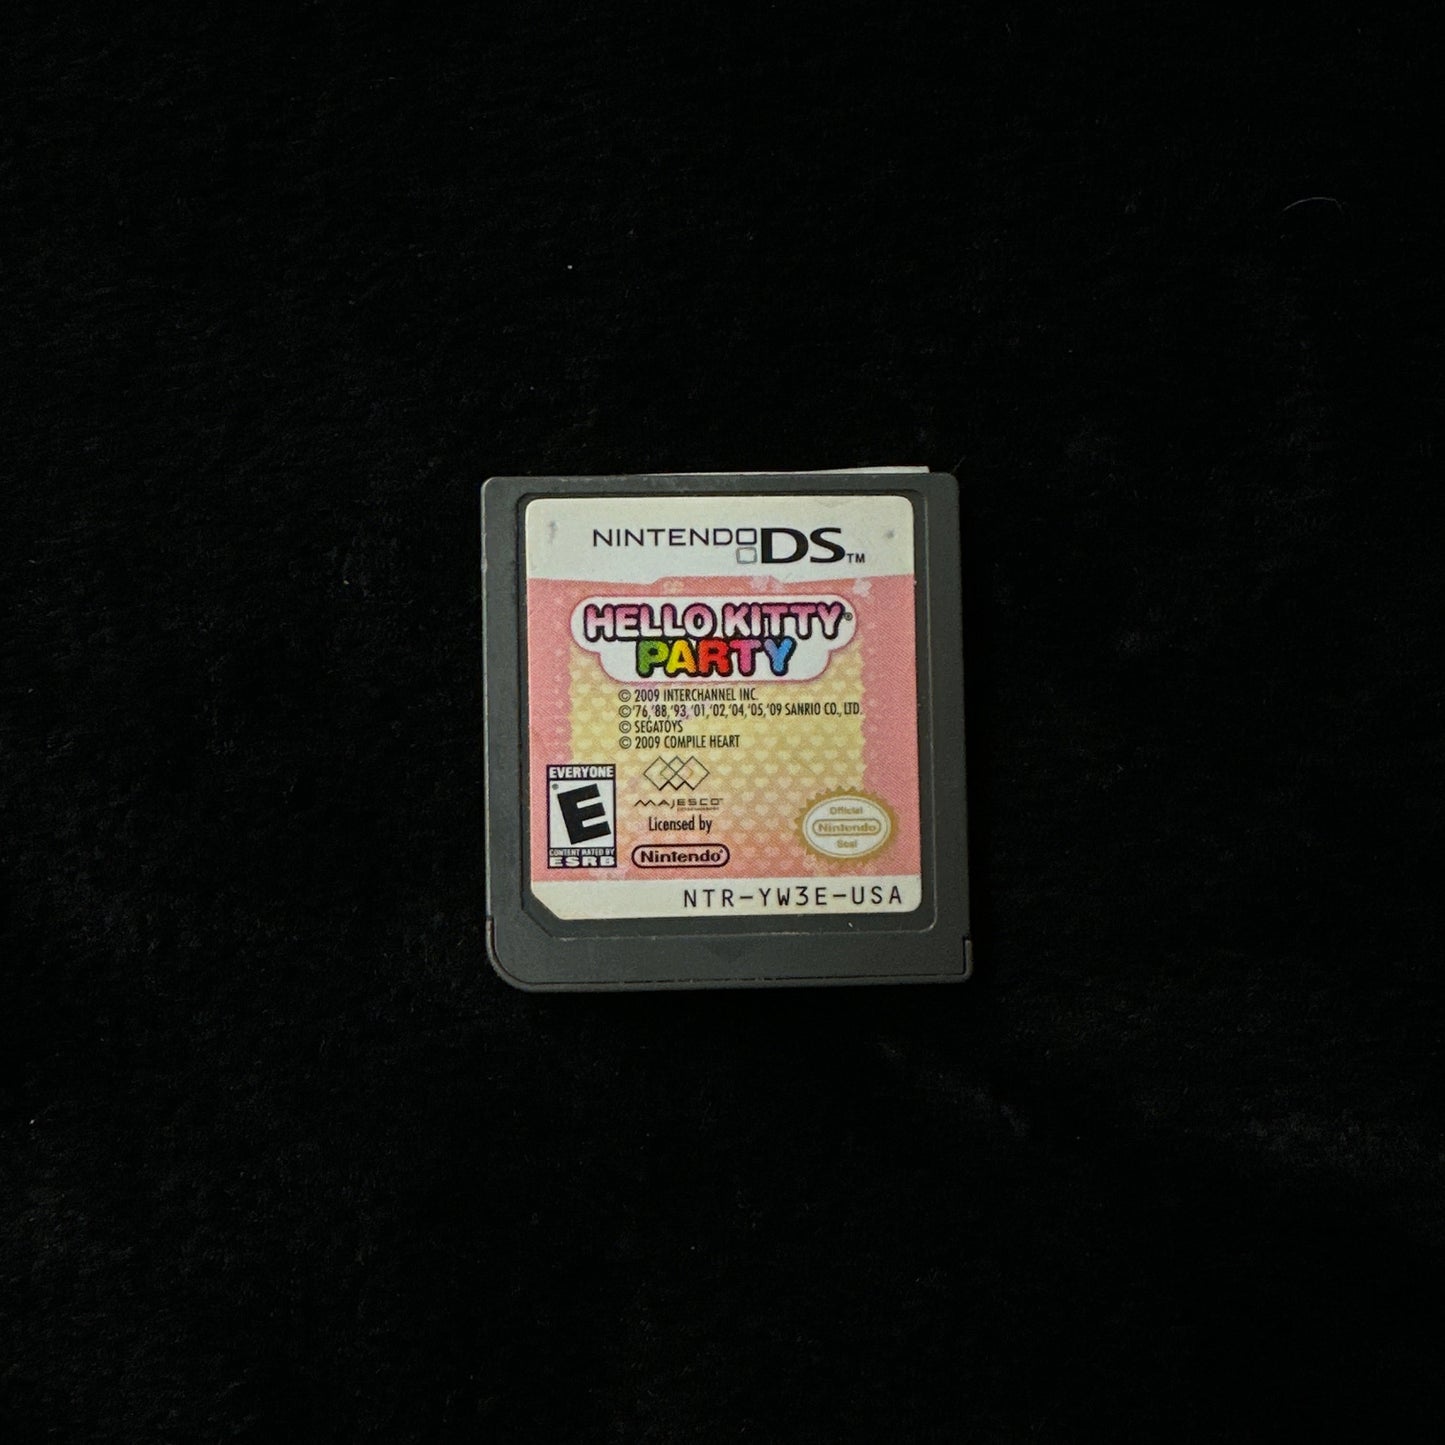 NINTENDO DS™
HELLO KITTY®
PARTY
© 2009 INTERCHANNEL INC.
©'76,'88,'93,'01,'02,'04,'05,'09 SANRIO CO., LTD.
© SEGATOYS
© 2009 COMPILE HEART
EVERYONE
E
CONTENT RATED BY
ESRB
MAJESCO
Licensed by
Nintendo®
Official
Nintendo
Seal
NTR-YW3E-USA